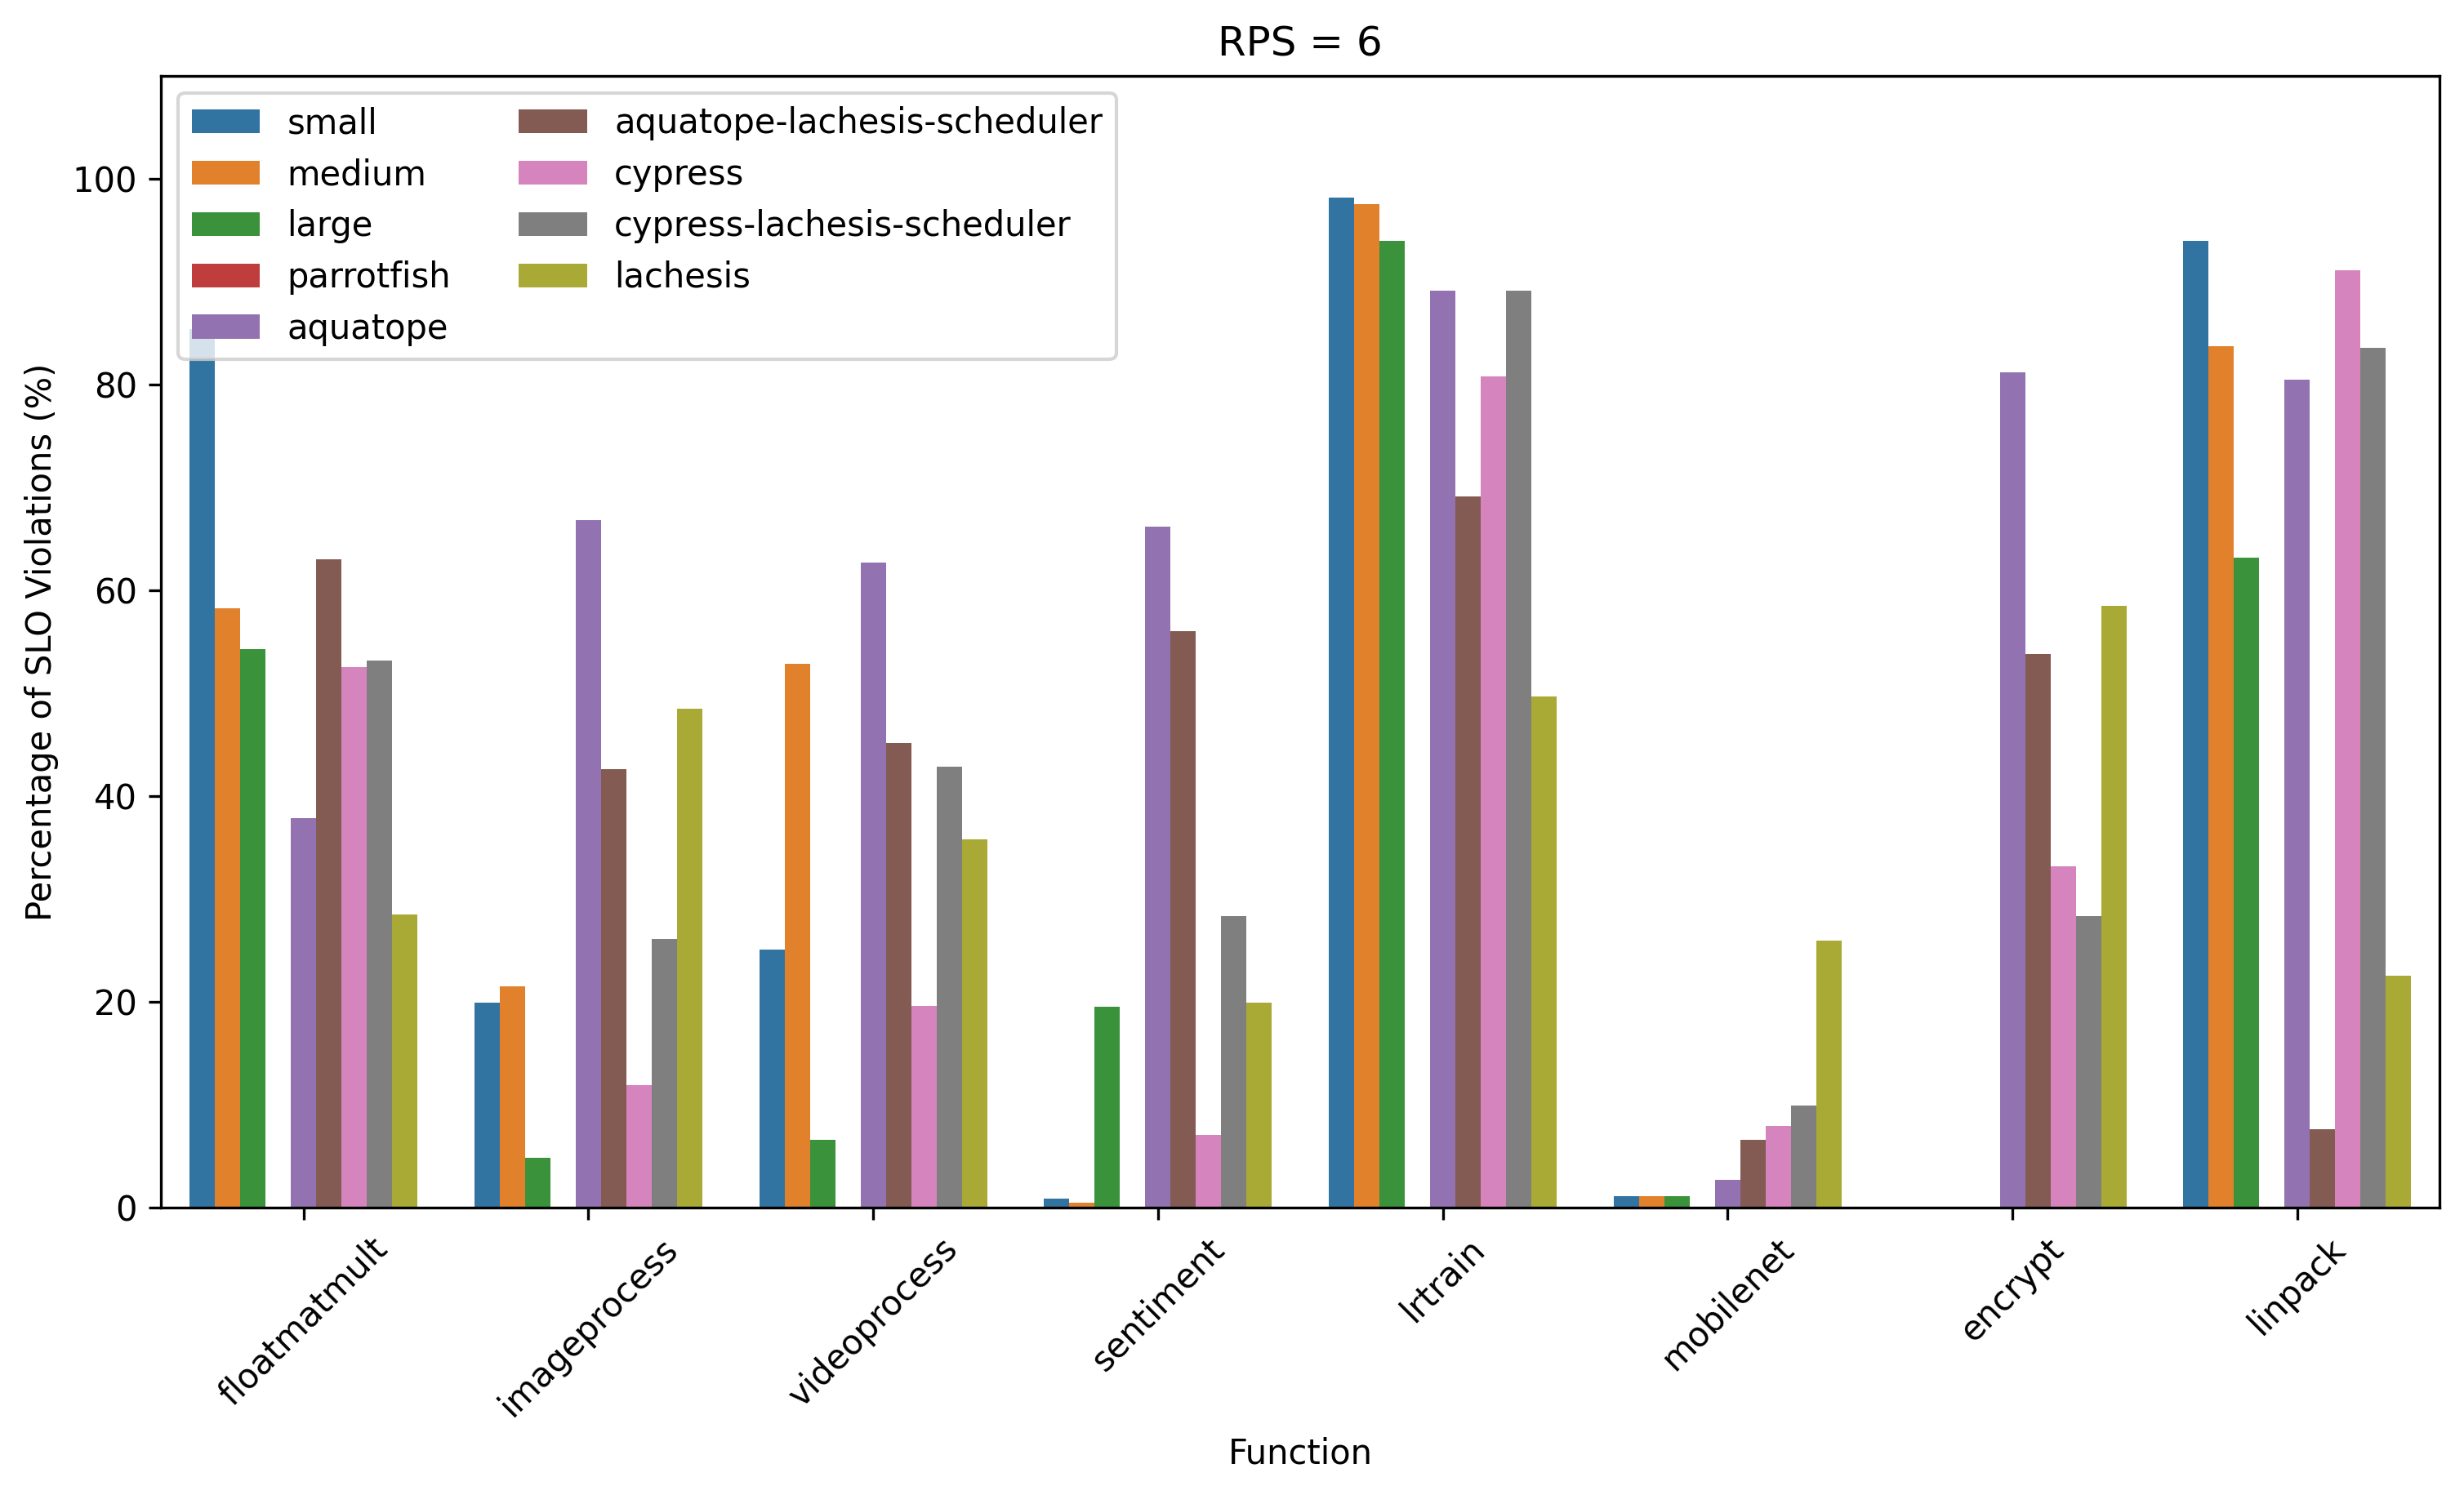 RPS = 6
small
medium
large
parrotfish
aquatope
aquatope-lachesis-scheduler
cypress
cypress-lachesis-scheduler
lachesis
Percentage of SLO Violations (%)
100
80
60
40
20
0
floatmatmult
imageprocess
videoprocess
sentiment
lrtrain
mobilenet
encrypt
linpack
Function